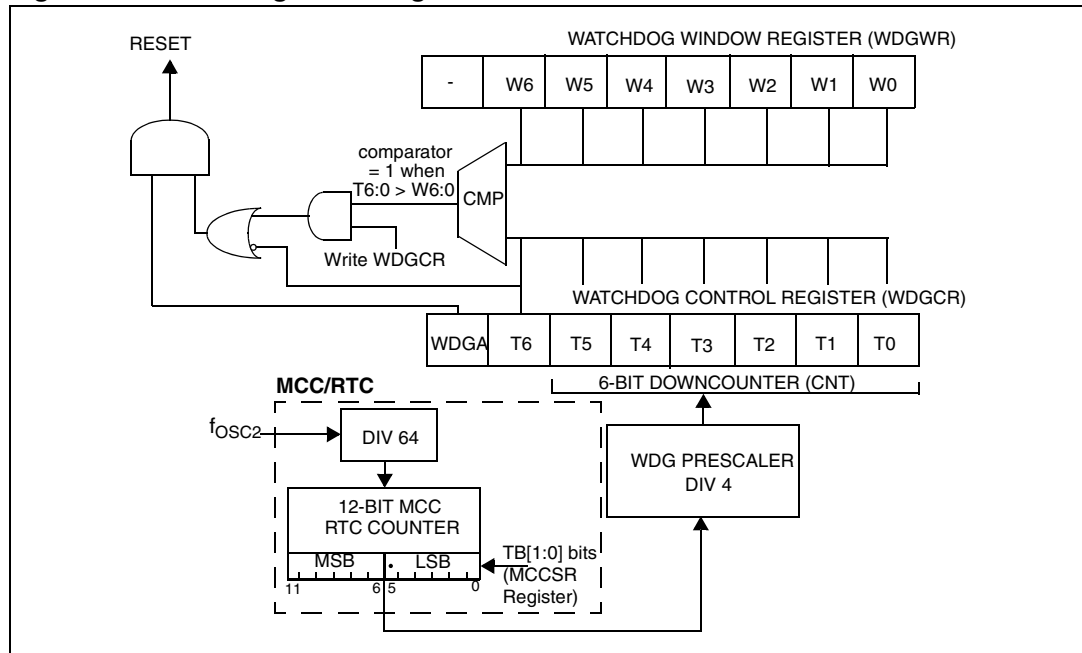 RESET
WATCHDOG WINDOW REGISTER (WDGWR)
-
W6
W5
W4
W3
W2
W1
W0
comparator
= 1 when
T6:0 > W6:0
CMP
Write WDGCR
WATCHDOG CONTROL REGISTER (WDGCR)
WDGA
T6
T5
T4
T3
T2
T1
T0
6-BIT DOWNCOUNTER (CNT)
MCC/RTC
fOSC2
DIV 64
WDG PRESCALER
DIV 4
12-BIT MCC
RTC COUNTER
MSB
LSB
11
6
5
0
TB[1:0] bits
(MCCSR
Register)